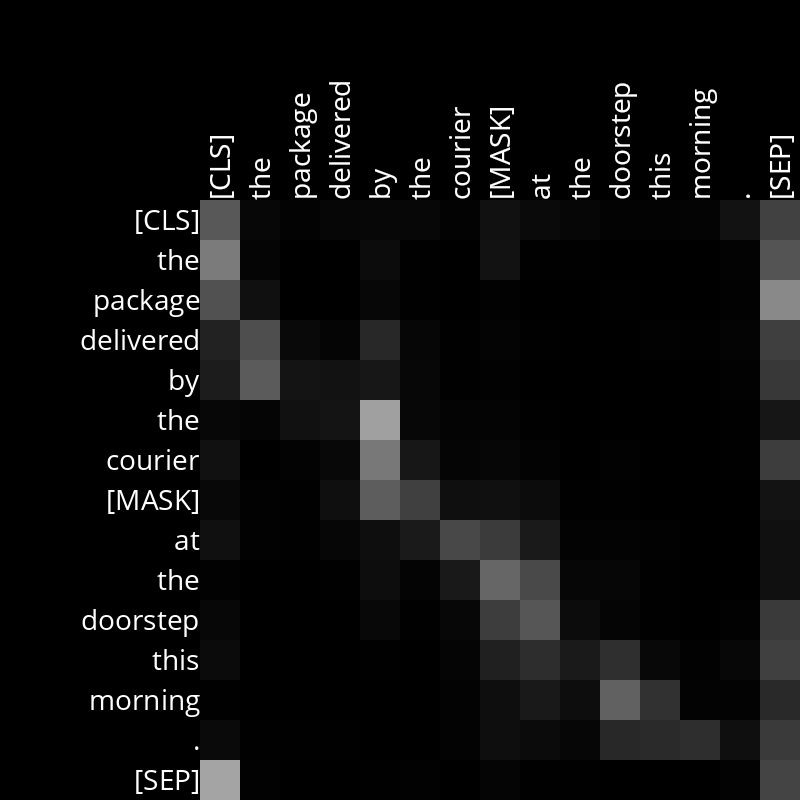 [CLS] the package delivered by the courier [MASK] at the doorstep this morning . [SEP]
[CLS]
the
package
delivered
by
the
courier
[MASK]
at
the
doorstep
this
morning
.
[SEP]